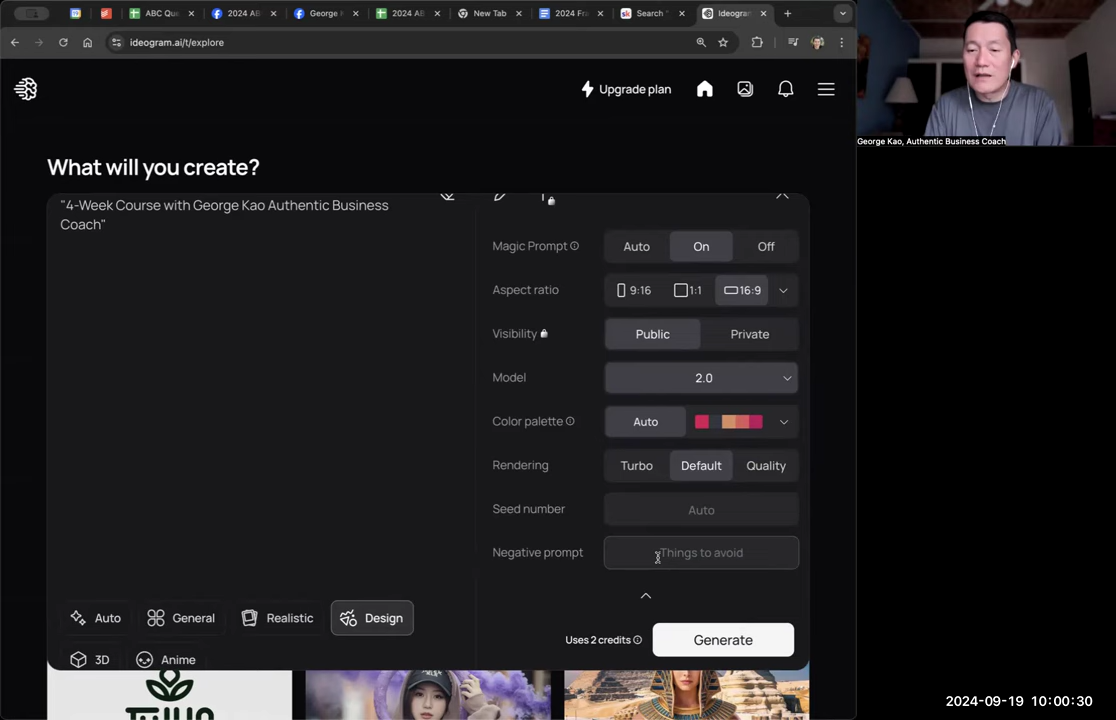 ABC Que
2024 AB
George K
2024 AB
New Tab
2024 Fra
Search "
Ideogram
ideogram.ai/t/explore
Upgrade plan
George Kao, Authentic Business Coach
What will you create?
"4-Week Course with George Kao Authentic Business
Coach"
Magic Prompt
Auto
On
Off
Aspect ratio
9:16
1:1
16:9
Visibility
Public
Private
Model
2.0
Color palette
Auto
Rendering
Turbo
Default
Quality
Seed number
Auto
Negative prompt
Things to avoid
Auto
General
Realistic
Design
3D
Anime
Uses 2 credits
Generate
2024-09-19 10:00:30